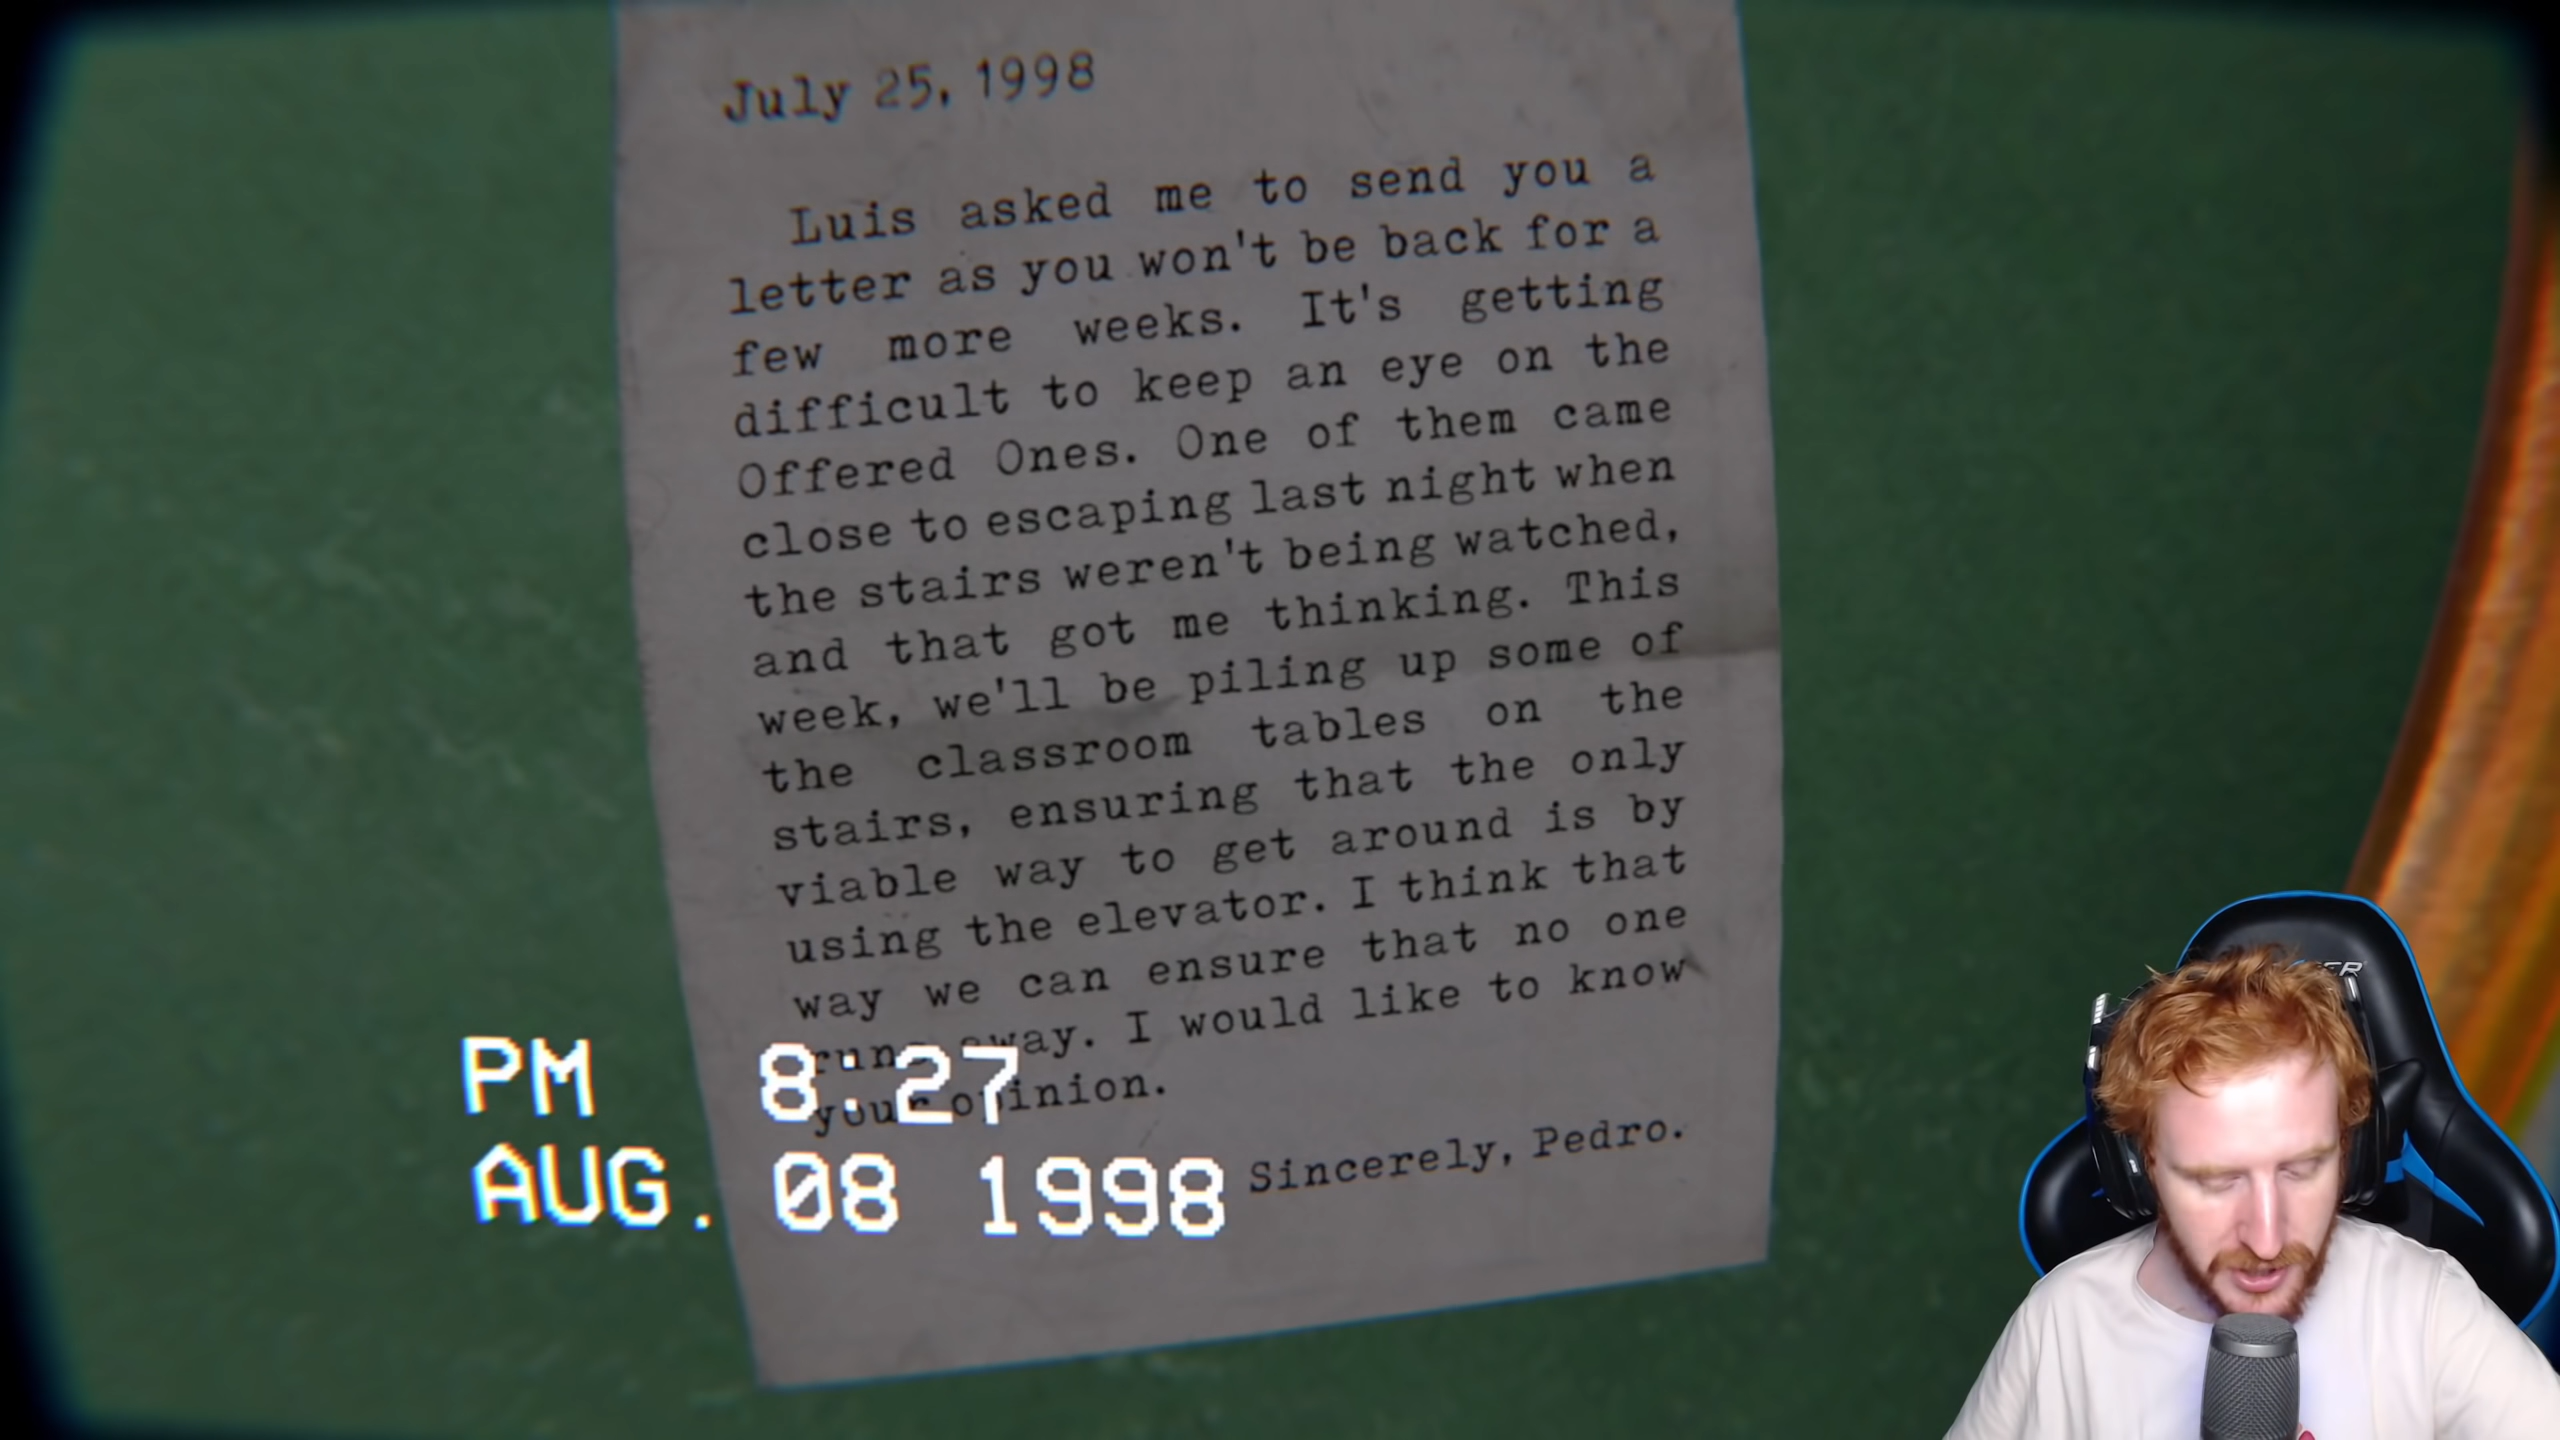 July 25, 1998
Luis asked me to send you a
letter as you won't be back for a
few more weeks. It's getting
difficult to keep an eye on the
Offered Ones. One of them came
close to escaping last night when
the stairs weren't being watched,
and that got me thinking. This
week, we'll be piling up some of
the classroom tables on the
stairs, ensuring that the only
viable way to get around is by
using the elevator. I think that
way we can ensure that no one
runs away. I would like to know
your opinion.
Sincerely, Pedro.
PM 8:27
AUG. 08 1998